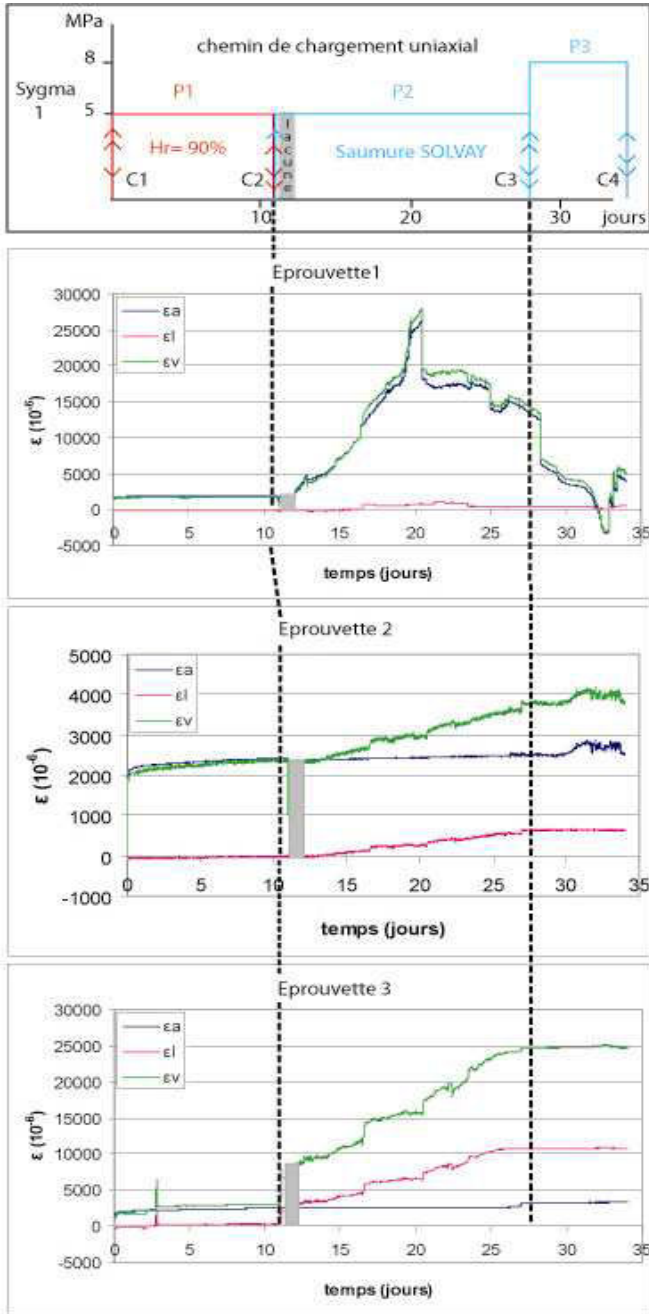 MPa
chemin de chargement uniaxial
P3
8
Sygma
1
P1
P2
5
Hr= 90%
lacune
Saumure SOLVAY
C1
C2
C3
C4
10
20
30
jours
Eprouvette1
30000
25000
20000
15000
10000
5000
0
-5000
εa
εl
εv
ε (10⁻⁶)
0
5
10
15
20
25
30
35
temps (jours)
Eprouvette 2
5000
4000
3000
2000
1000
0
-1000
εa
εl
εv
ε (10⁻⁶)
0
5
10
15
20
25
30
35
temps (jours)
Eprouvette 3
30000
25000
20000
15000
10000
5000
0
-5000
εa
εl
εv
ε (10⁻⁶)
0
5
10
15
20
25
30
35
temps (jours)